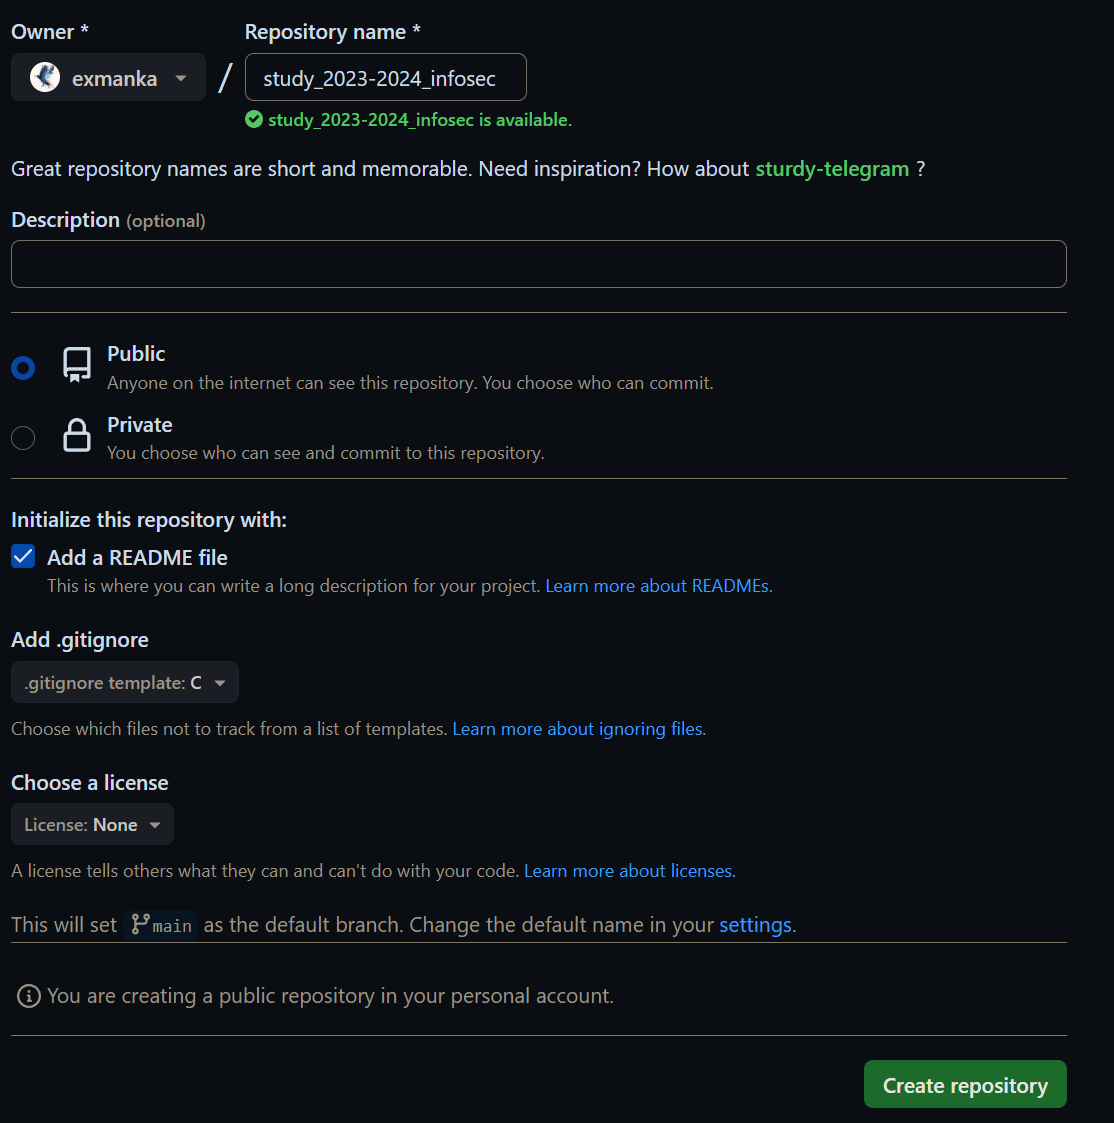 Owner * Repository name *
exmanka / study_2023-2024_infosec
study_2023-2024_infosec is available.
Great repository names are short and memorable. Need inspiration? How about sturdy-telegram ?
Description (optional)
Public
Anyone on the internet can see this repository. You choose who can commit.
Private
You choose who can see and commit to this repository.
Initialize this repository with:
Add a README file
This is where you can write a long description for your project. Learn more about READMEs.
Add .gitignore
.gitignore template: C
Choose which files not to track from a list of templates. Learn more about ignoring files.
Choose a license
License: None
A license tells others what they can and can't do with your code. Learn more about licenses.
This will set main as the default branch. Change the default name in your settings.
You are creating a public repository in your personal account.
Create repository